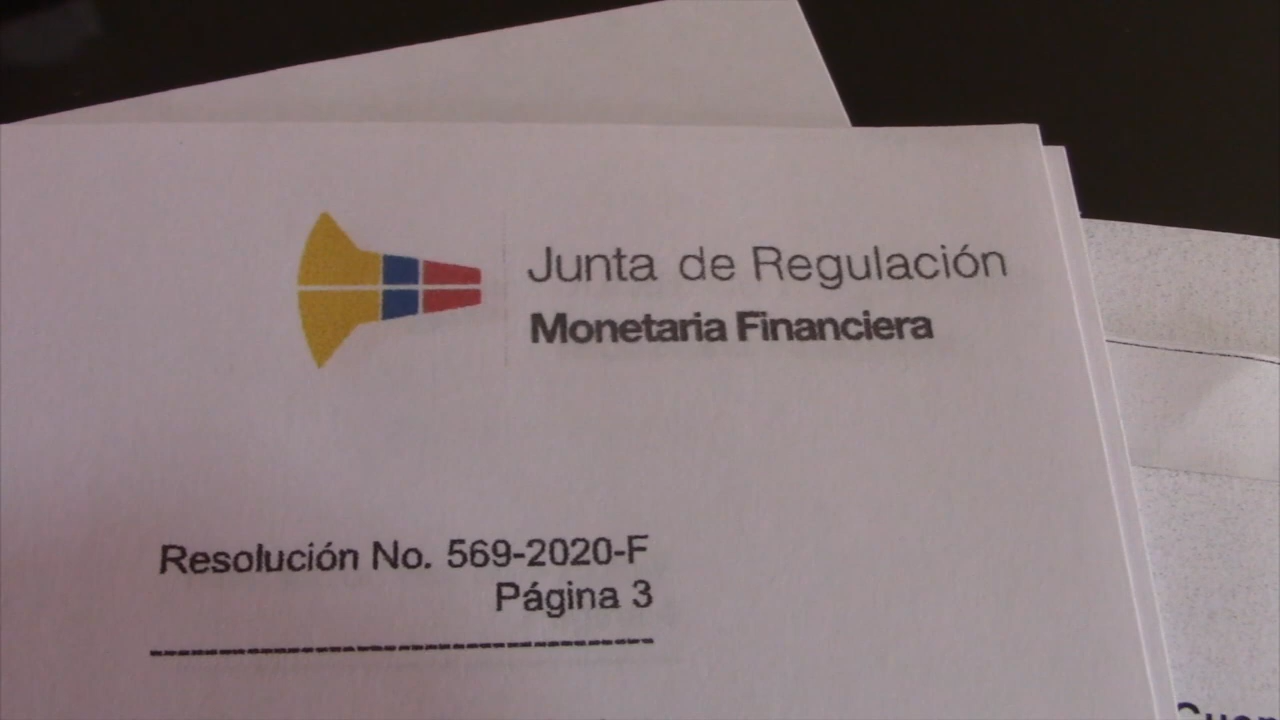 Junta de Regulación
Monetaria Financiera
Resolución No. 569-2020-F
Página 3